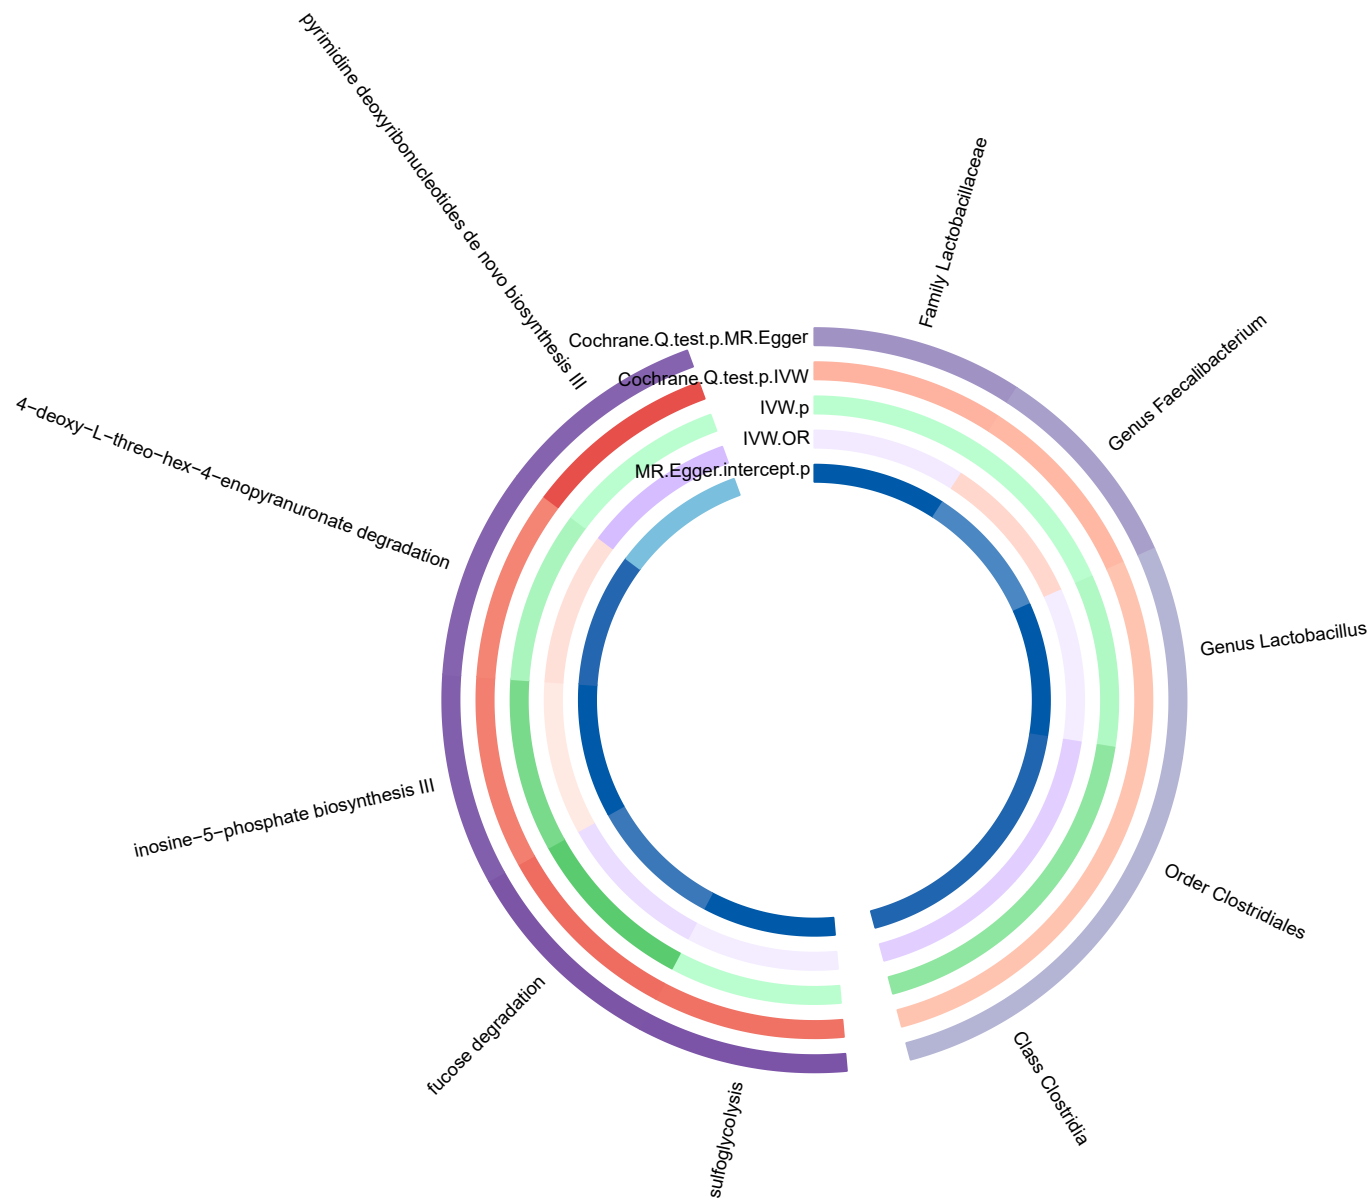 pyrimidine deoxyribonucleotides de novo biosynthesis III
Family Lactobacillaceae
Genus Faecalibacterium
4−deoxy−L−threo−hex−4−enopyranuronate degradation
Cochrane.Q.test.p.MR.Egger
Cochrane.Q.test.p.IVW
IVW.p
IVW.OR
MR.Egger.intercept.p
Genus Lactobacillus
inosine−5−phosphate biosynthesis III
Order Clostridiales
fucose degradation
Class Clostridia
sulfoglycolysis